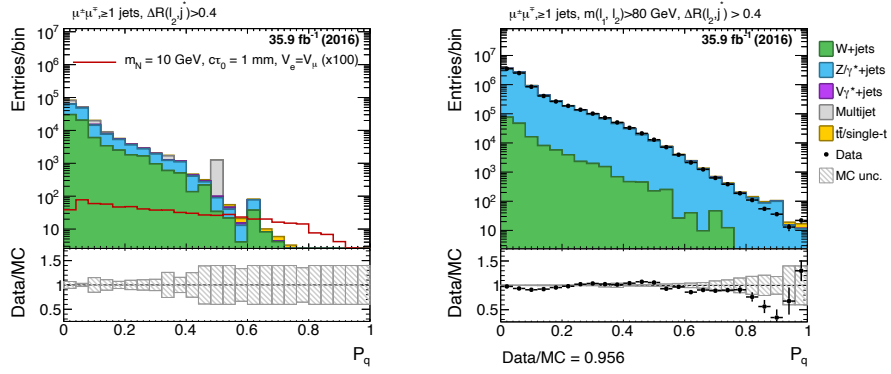 μ±μ∓,≥1 jets, ΔR(l₂,j*)>0.4
35.9 fb⁻¹ (2016)
m_N = 10 GeV, cτ₀ = 1 mm, V_e=V_μ (x100)
Entries/bin
10⁷
10⁶
10⁵
10⁴
10³
10²
10
Data/MC
1.5
1
0.5
0 0.2 0.4 0.6 0.8 1
P_q
μ±μ∓,≥1 jets, m(l₁, l₂)>80 GeV, ΔR(l₂,j*) > 0.4
35.9 fb⁻¹ (2016)
Entries/bin
10⁷
10⁶
10⁵
10⁴
10³
10²
10
Data/MC
1.5
1
0.5
0 0.2 0.4 0.6 0.8 1
Data/MC = 0.956 P_q
W+jets
Z/γ*+jets
Vγ*+jets
Multijet
tt̄/single-t
Data
MC unc.